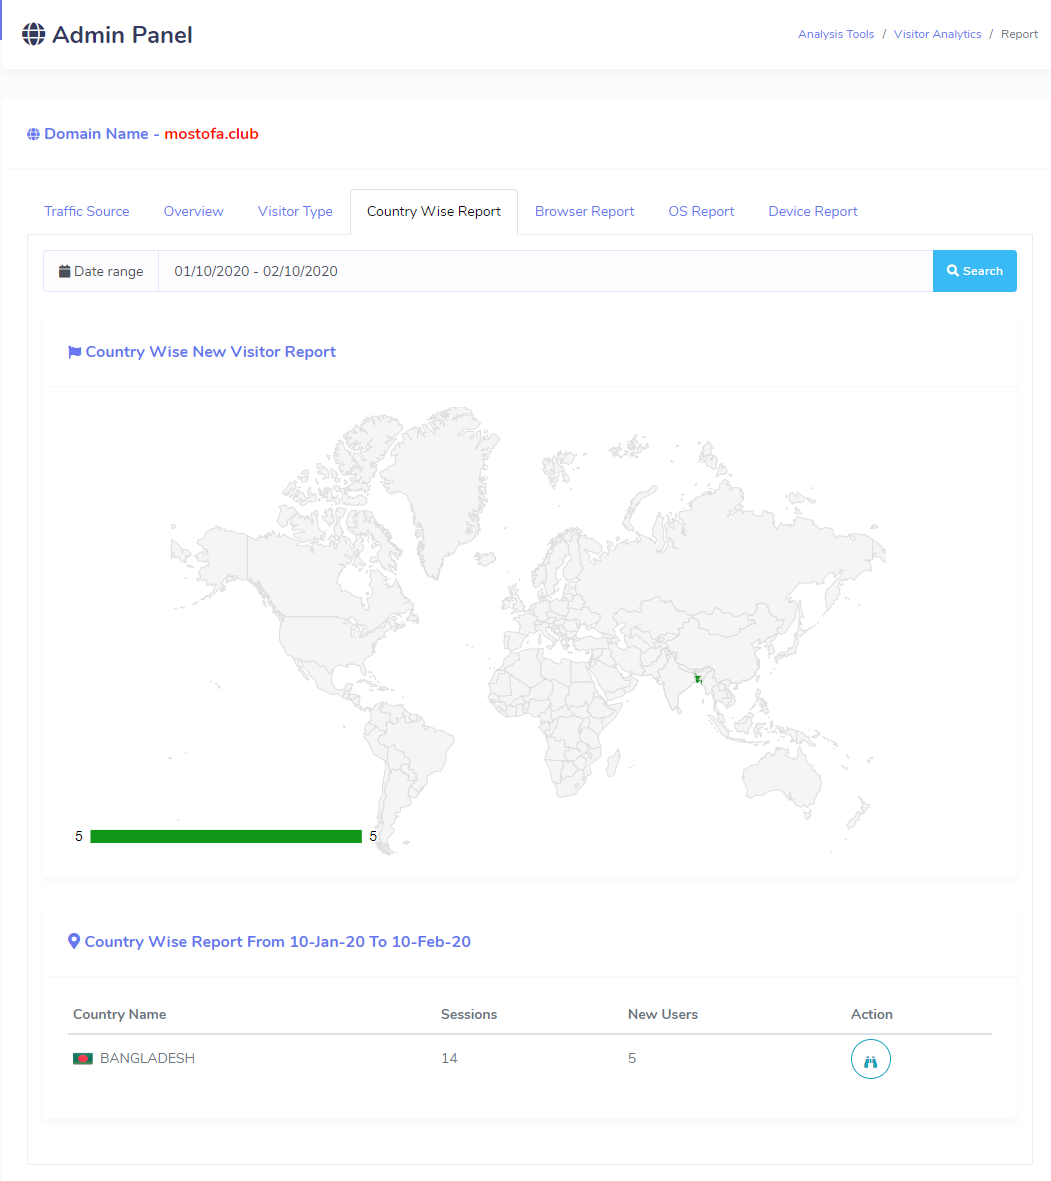 Admin Panel
Analysis Tools / Visitor Analytics / Report
Domain Name - mostofa.club
Traffic Source Overview Visitor Type Country Wise Report Browser Report OS Report Device Report
Date range 01/10/2020 - 02/10/2020 Search
Country Wise New Visitor Report
5 5
Country Wise Report From 10-Jan-20 To 10-Feb-20
Country Name Sessions New Users Action
BANGLADESH 14 5